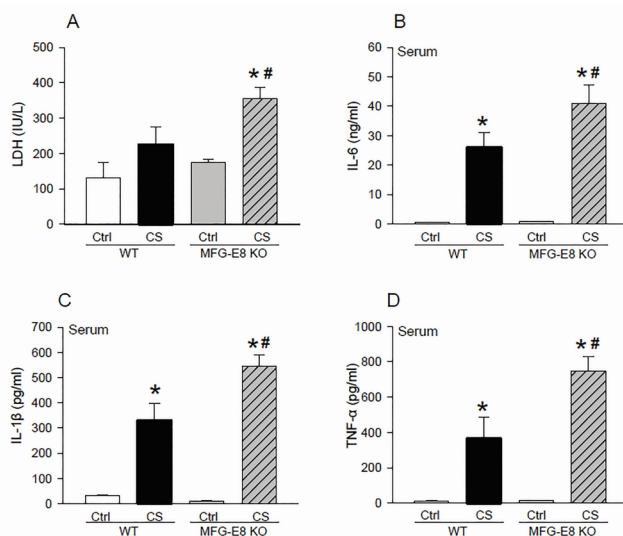 A
LDH (IU/L)
500
400
300
200
100
0
* #
Ctrl CS Ctrl CS
WT MFG-E8 KO
B
Serum
IL-6 (ng/ml)
60
50
40
30
20
10
0
*
* #
Ctrl CS Ctrl CS
WT MFG-E8 KO
C
Serum
IL-1β (pg/ml)
700
600
500
400
300
200
100
0
*
* #
Ctrl CS Ctrl CS
WT MFG-E8 KO
D
Serum
TNF-α (pg/ml)
1000
800
600
400
200
0
*
* #
Ctrl CS Ctrl CS
WT MFG-E8 KO